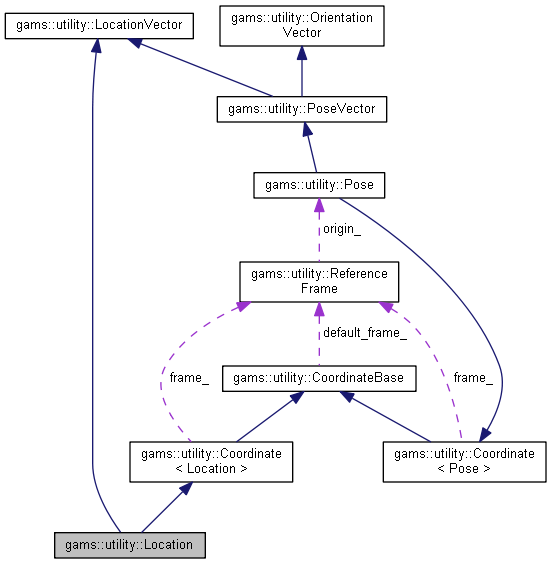 gams::utility::LocationVector
gams::utility::Orientation
Vector
gams::utility::PoseVector
gams::utility::Pose
origin_
gams::utility::Reference
Frame
default_frame_
frame_
gams::utility::CoordinateBase
frame_
gams::utility::Coordinate
< Location >
gams::utility::Coordinate
< Pose >
gams::utility::Location